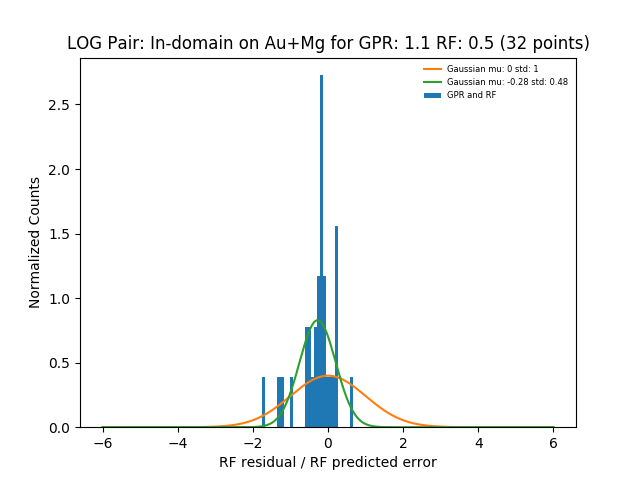 LOG Pair: In-domain on Au+Mg for GPR: 1.1 RF: 0.5 (32 points)
Gaussian mu: 0 std: 1
Gaussian mu: -0.28 std: 0.48
GPR and RF
Normalized Counts
2.5
2.0
1.5
1.0
0.5
0.0
−6 −4 −2 0 2 4 6
RF residual / RF predicted error